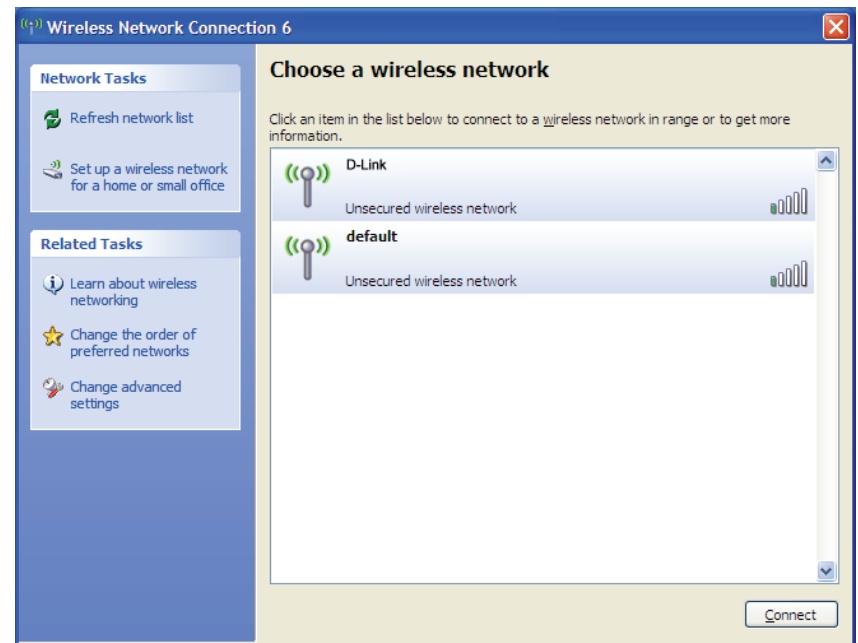 Wireless Network Connection 6
Network Tasks
Refresh network list
Set up a wireless network
for a home or small office
Related Tasks
Learn about wireless
networking
Change the order of
preferred networks
Change advanced
settings
Choose a wireless network
Click an item in the list below to connect to a wireless network in range or to get more
information.
D-Link
Unsecured wireless network
default
Unsecured wireless network
Connect